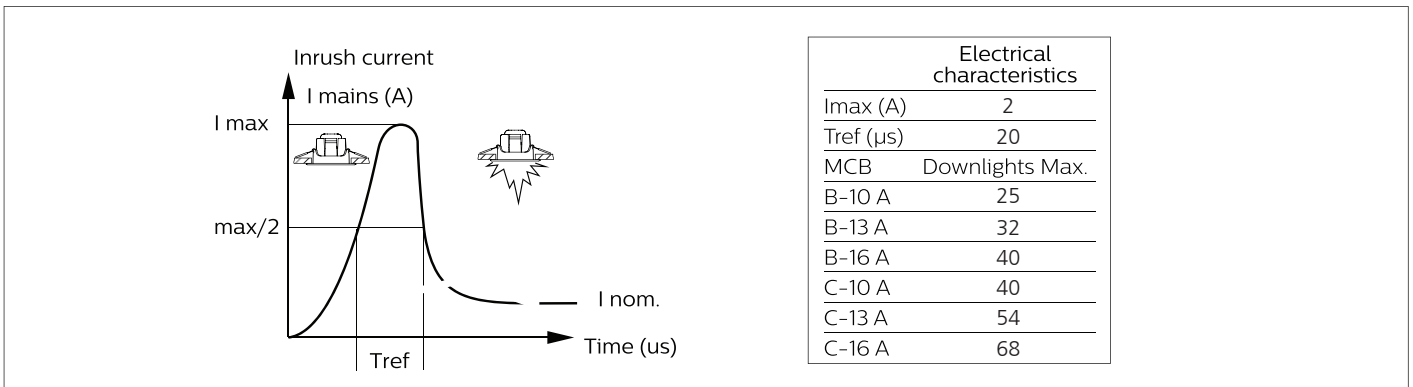 Inrush current
I mains (A)
I max
max/2
I nom.
Time (us)
Tref
Electrical
characteristics
Imax (A) 2
Tref (µs) 20
MCB Downlights Max.
B-10 A 25
B-13 A 32
B-16 A 40
C-10 A 40
C-13 A 54
C-16 A 68